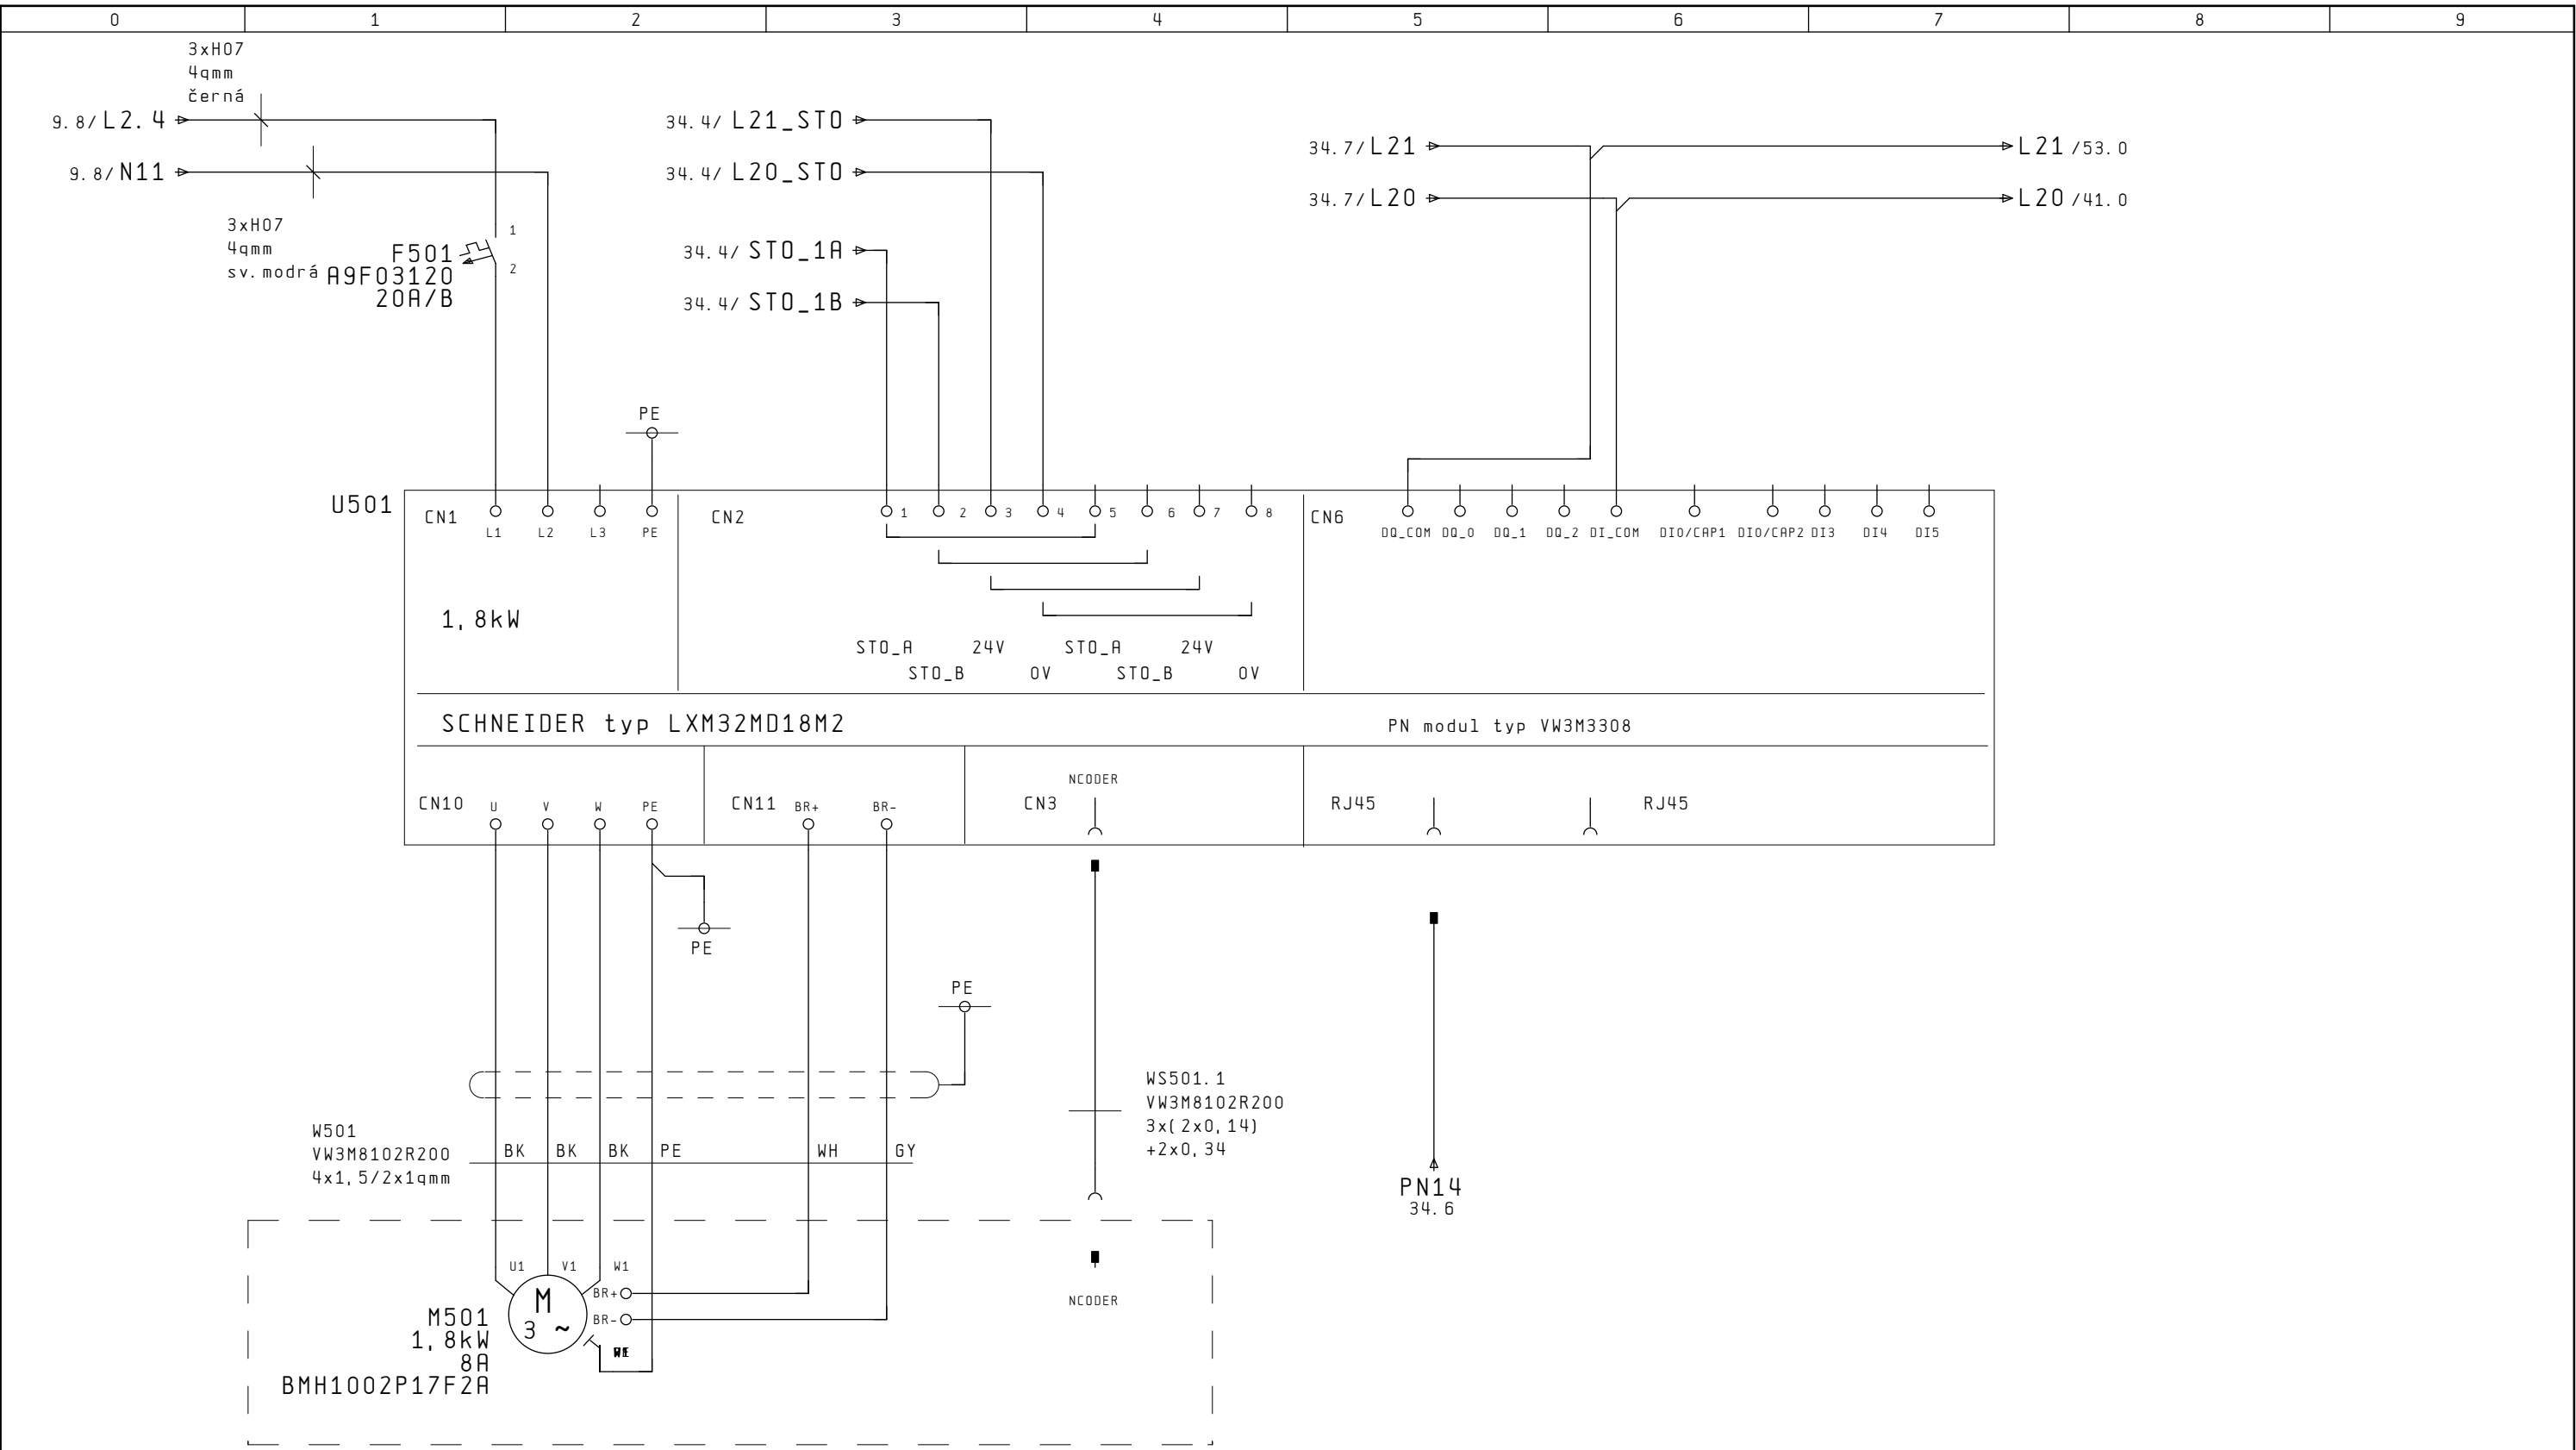 0 1 2 3 4 5 6 7 8 9
3xH07
4qmm
černá
9.8/L2.4
9.8/N11
3xH07
4qmm
sv.modrá
F501
A9F03120
20A/B
1
2
34.4/ L21_STO
34.4/ L20_STO
34.4/ STO_1A
34.4/ STO_1B
34.7/L21
34.7/L20
L21 /53.0
L20 /41.0
PE
U501
CN1
L1 L2 L3 PE
CN2
1 2 3 4 5 6 7 8
CN6
DQ_COM DQ_0 DQ_1 DQ_2 DI_COM DI0/CAP1 DI0/CAP2 DI3 DI4 DI5
1,8kW
STO_A 24V STO_A 24V
STO_B 0V STO_B 0V
SCHNEIDER typ LXM32MD18M2
PN modul typ VW3M3308
CN10 U V W PE
CN11 BR+ BR-
CN3
NCODER
RJ45
RJ45
PE
PE
W501
VW3M8102R200
4x1,5/2x1qmm
BK BK BK PE WH GY
WS501.1
VW3M8102R200
3x(2x0,14)
+2x0,34
PN14
34.6
U1 V1 W1
BR+
BR-
M
3 ~
M501
1,8kW
8A
BMH1002P17F2A
NCODER